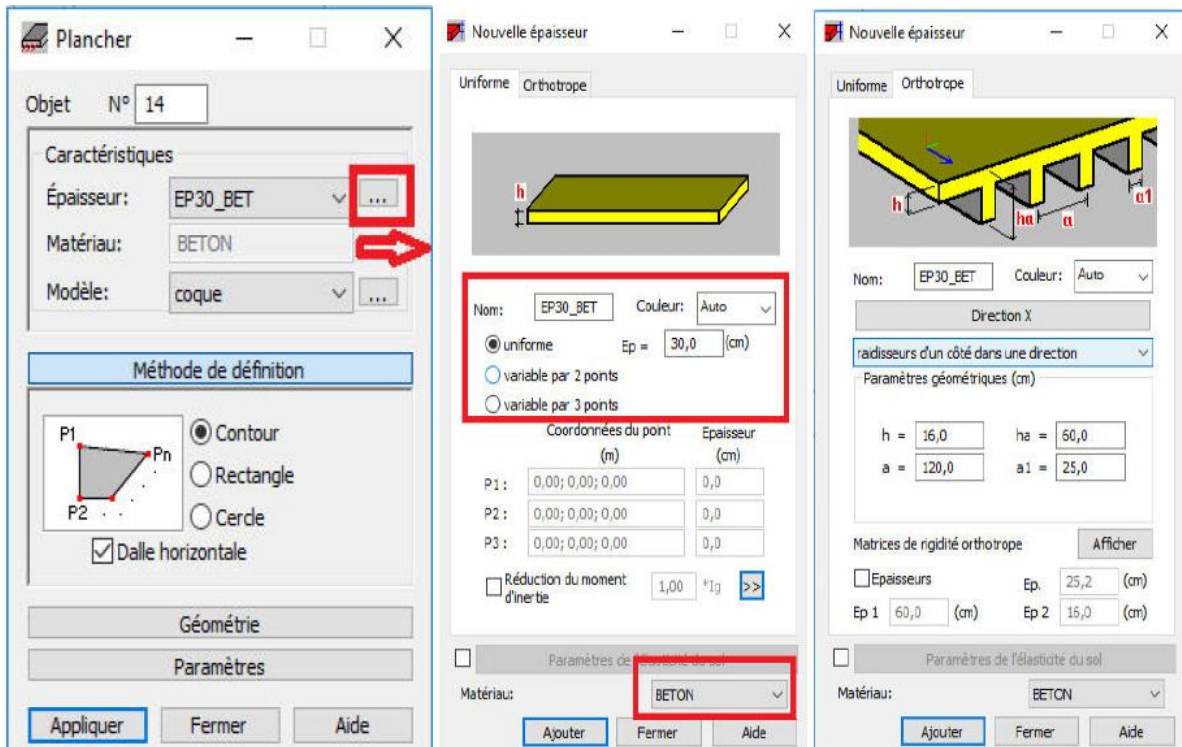 Plancher
Objet N° 14
Caractéristiques
Épaisseur: EP30_BET ...
Matériau: BETON
Modèle: coque ...
Méthode de définition
P1
Pn
P2
Contour
Rectangle
Cercle
Dalle horizontale
Géométrie
Paramètres
Appliquer Fermer Aide
Nouvelle épaisseur
Uniforme Orthotrope
h
Nom: EP30_BET Couleur: Auto
uniforme Ep = 30,0 (cm)
variable par 2 points
variable par 3 points
Coordonnées du point Epaisseur
(m) (cm)
P1 : 0,00; 0,00; 0,00 0,0
P2 : 0,00; 0,00; 0,00 0,0
P3 : 0,00; 0,00; 0,00 0,0
Réduction du moment
d'inertie 1,00 *Ig >>
Paramètres de l'élasticité du sol
Matériau: BETON
Ajouter Fermer Aide
Nouvelle épaisseur
Uniforme Orthotrope
h ha a a1
Nom: EP30_BET Couleur: Auto
Direction X
raidisseurs d'un côté dans une direction
Paramètres géométriques (cm)
h = 16,0 ha = 60,0
a = 120,0 a1 = 25,0
Matrices de rigidité orthotrope Afficher
Epaisseurs Ep. 25,2 (cm)
Ep 1 60,0 (cm) Ep 2 16,0 (cm)
Paramètres de l'élasticité du sol
Matériau: BETON
Ajouter Fermer Aide